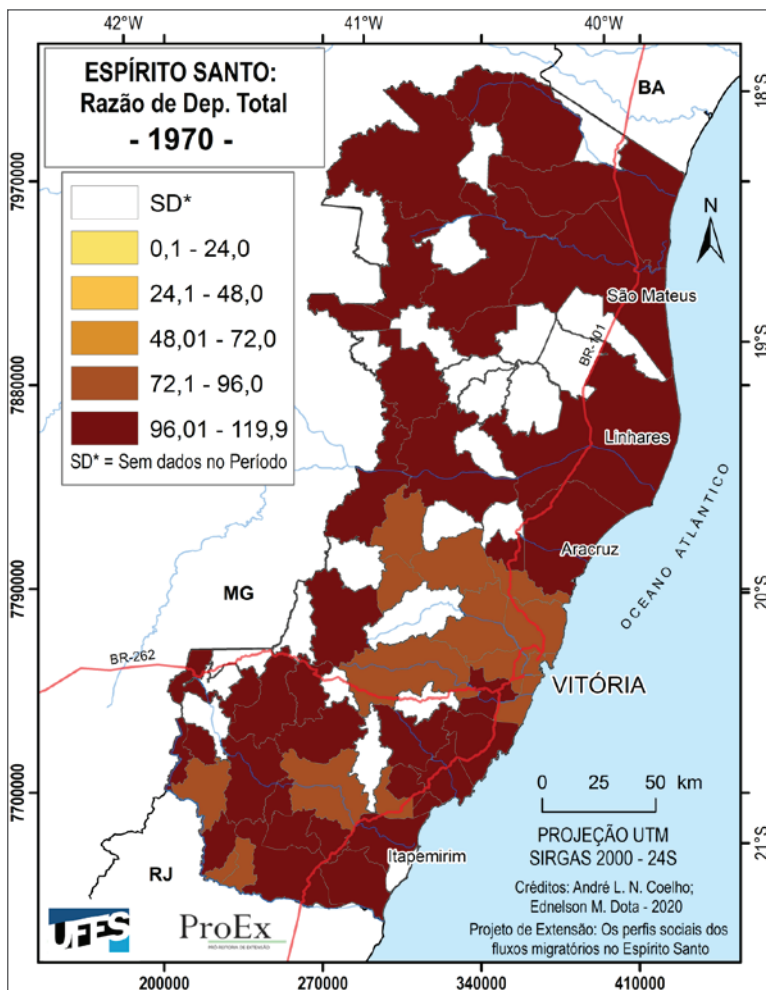 42°W
41°W
40°W
ESPÍRITO SANTO:
Razão de Dep. Total
- 1970 -
SD*
0,1 - 24,0
24,1 - 48,0
48,01 - 72,0
72,1 - 96,0
96,01 - 119,9
SD* = Sem dados no Período
BA
18°S
N
São Mateus
BR-101
19°S
Linhares
Aracruz
OCEANO ATLÂNTICO
MG
20°S
BR-262
VITÓRIA
0 25 50 km
PROJEÇÃO UTM
SIRGAS 2000 - 24S
Itapemirim
21°S
RJ
Créditos: André L. N. Coelho;
Ednelson M. Dota - 2020
Projeto de Extensão: Os perfis sociais dos
fluxos migratórios no Espírito Santo
UFES
ProEx
PRÓ-REITORIA DE EXTENSÃO
7970000
7880000
7790000
7700000
200000
270000
340000
410000